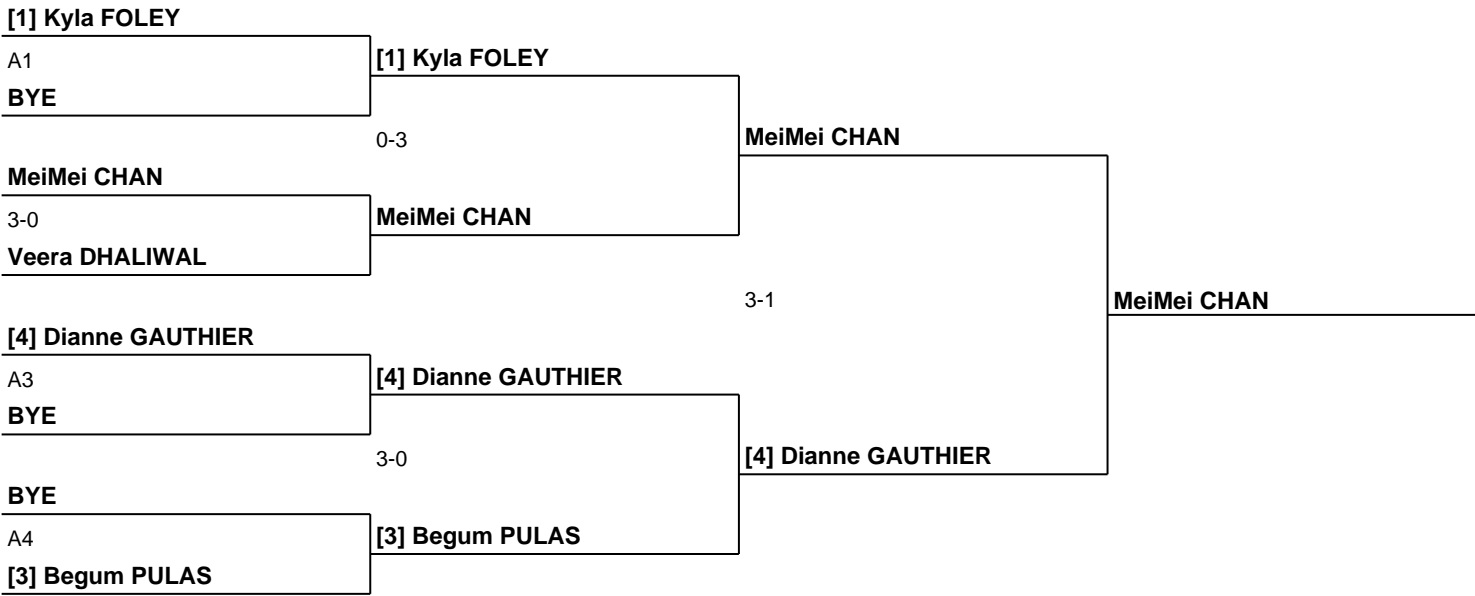 [1] Kyla FOLEY
A1
BYE
[1] Kyla FOLEY
0-3
MeiMei CHAN
MeiMei CHAN
3-0
Veera DHALIWAL
MeiMei CHAN
3-1
MeiMei CHAN
[4] Dianne GAUTHIER
A3
BYE
[4] Dianne GAUTHIER
3-0
[4] Dianne GAUTHIER
BYE
A4
[3] Begum PULAS
[3] Begum PULAS